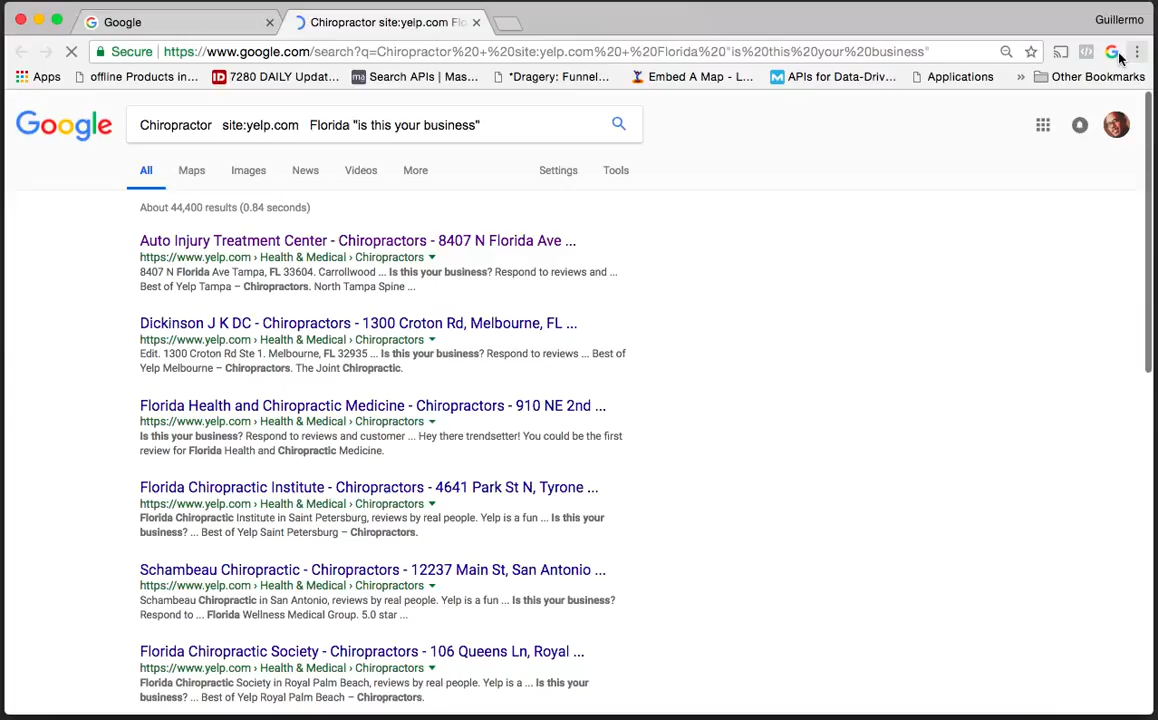 Google
Chiropractor site:yelp.com Flo
Guillermo
Secure
https://www.google.com/search?q=Chiropractor%20+%20site:yelp.com%20+%20Florida%20"is%20this%20your%20business"
Apps
offline Products in...
7280 DAILY Updat...
Search APIs | Mas...
*Dragery: Funnel...
Embed A Map - L...
APIs for Data-Driv...
Applications
»
Other Bookmarks
Google
Chiropractor site:yelp.com Florida "is this your business"
All Maps Images News Videos More Settings Tools
About 44,400 results (0.84 seconds)
Auto Injury Treatment Center - Chiropractors - 8407 N Florida Ave ...
https://www.yelp.com › Health & Medical › Chiropractors
8407 N Florida Ave Tampa, FL 33604. Carrollwood ... Is this your business? Respond to reviews and ...
Best of Yelp Tampa – Chiropractors. North Tampa Spine ...
Dickinson J K DC - Chiropractors - 1300 Croton Rd, Melbourne, FL ...
https://www.yelp.com › Health & Medical › Chiropractors
Edit. 1300 Croton Rd Ste 1. Melbourne, FL 32935 ... Is this your business? Respond to reviews ... Best of
Yelp Melbourne – Chiropractors. The Joint Chiropractic.
Florida Health and Chiropractic Medicine - Chiropractors - 910 NE 2nd ...
https://www.yelp.com › Health & Medical › Chiropractors
Is this your business? Respond to reviews and customer ... Hey there trendsetter! You could be the first
review for Florida Health and Chiropractic Medicine.
Florida Chiropractic Institute - Chiropractors - 4641 Park St N, Tyrone ...
https://www.yelp.com › Health & Medical › Chiropractors
Florida Chiropractic Institute in Saint Petersburg, reviews by real people. Yelp is a fun ... Is this your
business? ... Best of Yelp Saint Petersburg – Chiropractors.
Schambeau Chiropractic - Chiropractors - 12237 Main St, San Antonio ...
https://www.yelp.com › Health & Medical › Chiropractors
Schambeau Chiropractic in San Antonio, reviews by real people. Yelp is a fun ... Is this your business?
Respond to ... Florida Wellness Medical Group. 5.0 star ...
Florida Chiropractic Society - Chiropractors - 106 Queens Ln, Royal ...
https://www.yelp.com › Health & Medical › Chiropractors
Florida Chiropractic Society in Royal Palm Beach, reviews by real people. Yelp is a ... Is this your
business? ... Best of Yelp Royal Palm Beach – Chiropractors.